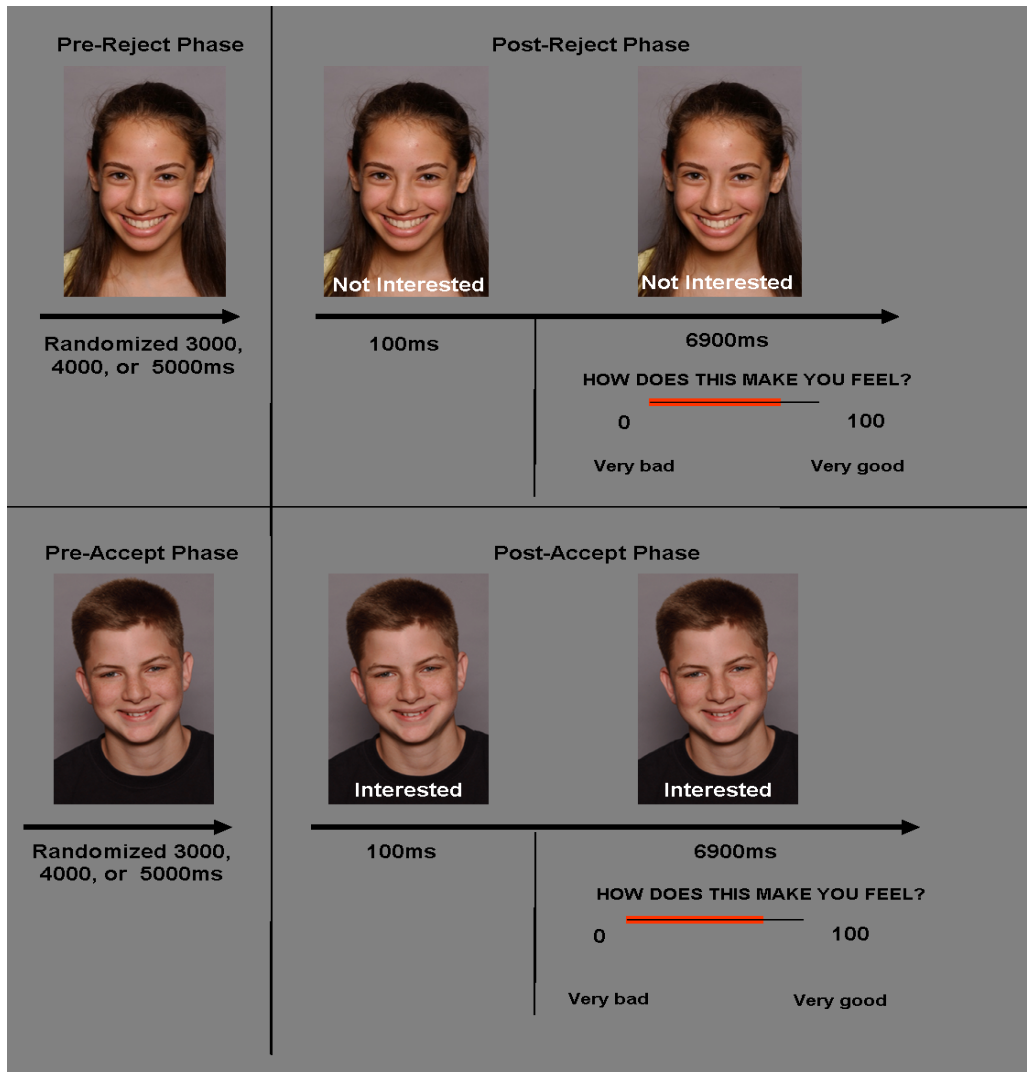 Pre-Reject Phase
Post-Reject Phase
Not Interested
Not Interested
Randomized 3000,
4000, or 5000ms
100ms
6900ms
HOW DOES THIS MAKE YOU FEEL?
0
100
Very bad
Very good
Pre-Accept Phase
Post-Accept Phase
Interested
Interested
Randomized 3000,
4000, or 5000ms
100ms
6900ms
HOW DOES THIS MAKE YOU FEEL?
0
100
Very bad
Very good